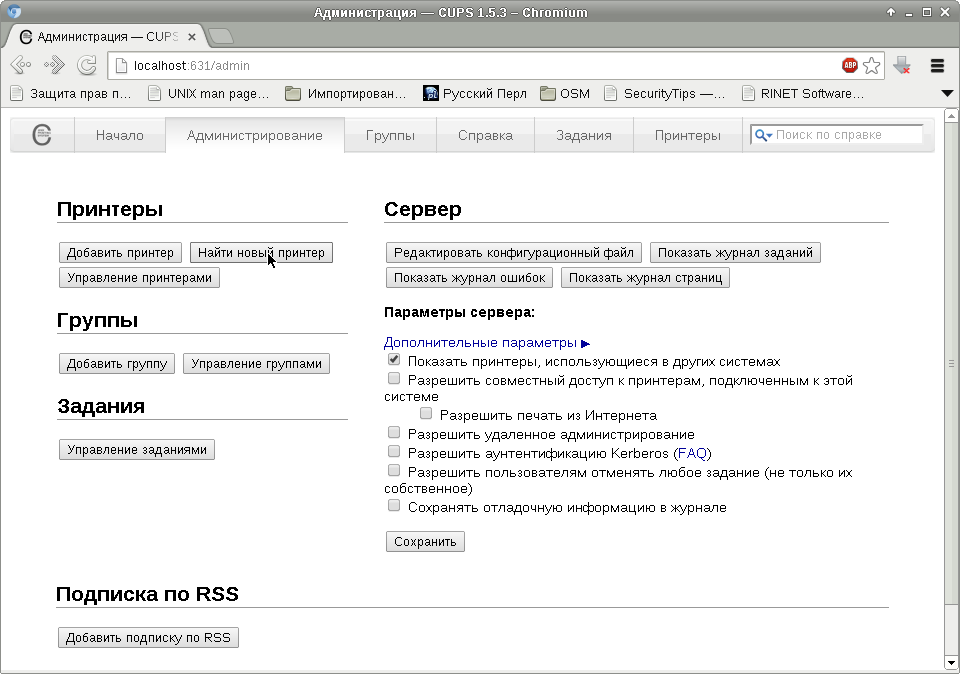 Администрация — CUPS 1.5.3 – Chromium
Администрация — CUPS
localhost:631/admin
ABP
Защита прав п...
UNIX man page...
Импортирован...
Русский Перл
OSM
SecurityTips —...
RINET Software...
Начало
Администрирование
Группы
Справка
Задания
Принтеры
Поиск по справке
Принтеры
Добавить принтер
Найти новый принтер
Управление принтерами
Группы
Добавить группу
Управление группами
Задания
Управление заданиями
Сервер
Редактировать конфигурационный файл
Показать журнал заданий
Показать журнал ошибок
Показать журнал страниц
Параметры сервера:
Дополнительные параметры ▶
Показать принтеры, использующиеся в других системах
Разрешить совместный доступ к принтерам, подключенным к этой
системе
Разрешить печать из Интернета
Разрешить удаленное администрирование
Разрешить аунтентификацию Kerberos (FAQ)
Разрешить пользователям отменять любое задание (не только их
собственное)
Сохранять отладочную информацию в журнале
Сохранить
Подписка по RSS
Добавить подписку по RSS